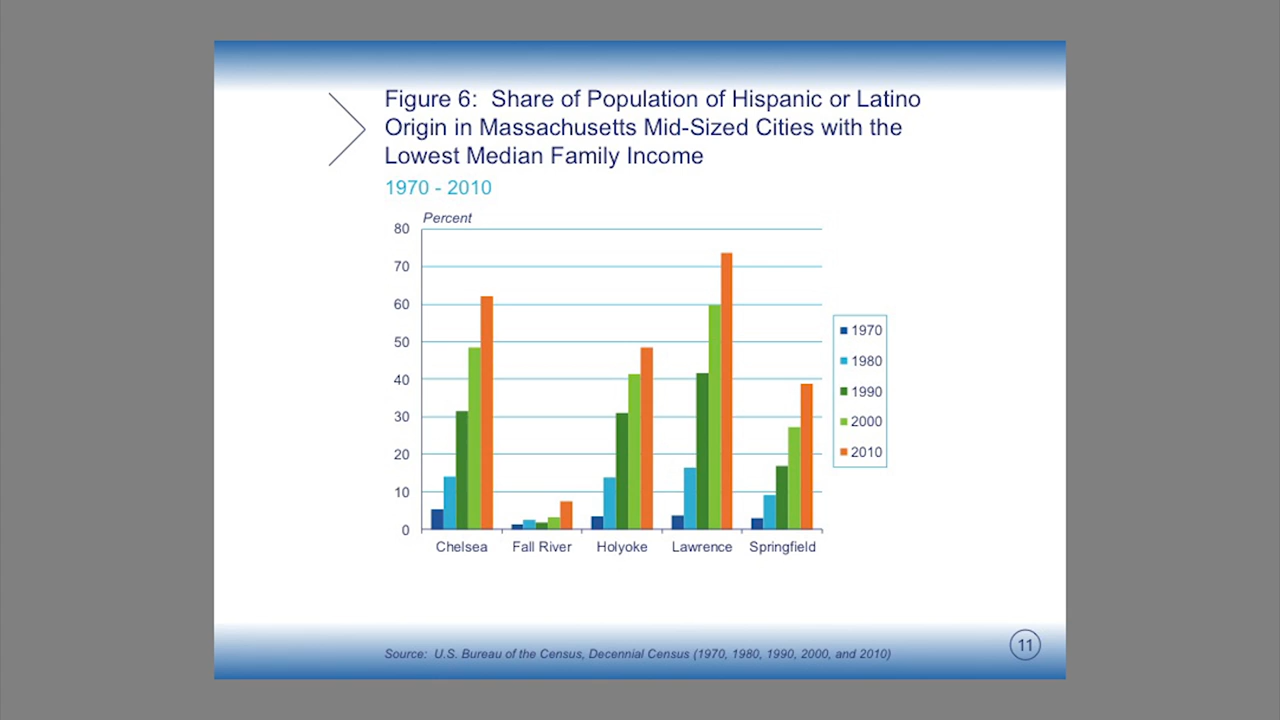 Figure 6:  Share of Population of Hispanic or Latino
Origin in Massachusetts Mid-Sized Cities with the
Lowest Median Family Income
1970 - 2010
Percent
80
70
60
50
40
30
20
10
0
Chelsea
Fall River
Holyoke
Lawrence
Springfield
1970
1980
1990
2000
2010
Source:  U.S. Bureau of the Census, Decennial Census (1970, 1980, 1990, 2000, and 2010)
11